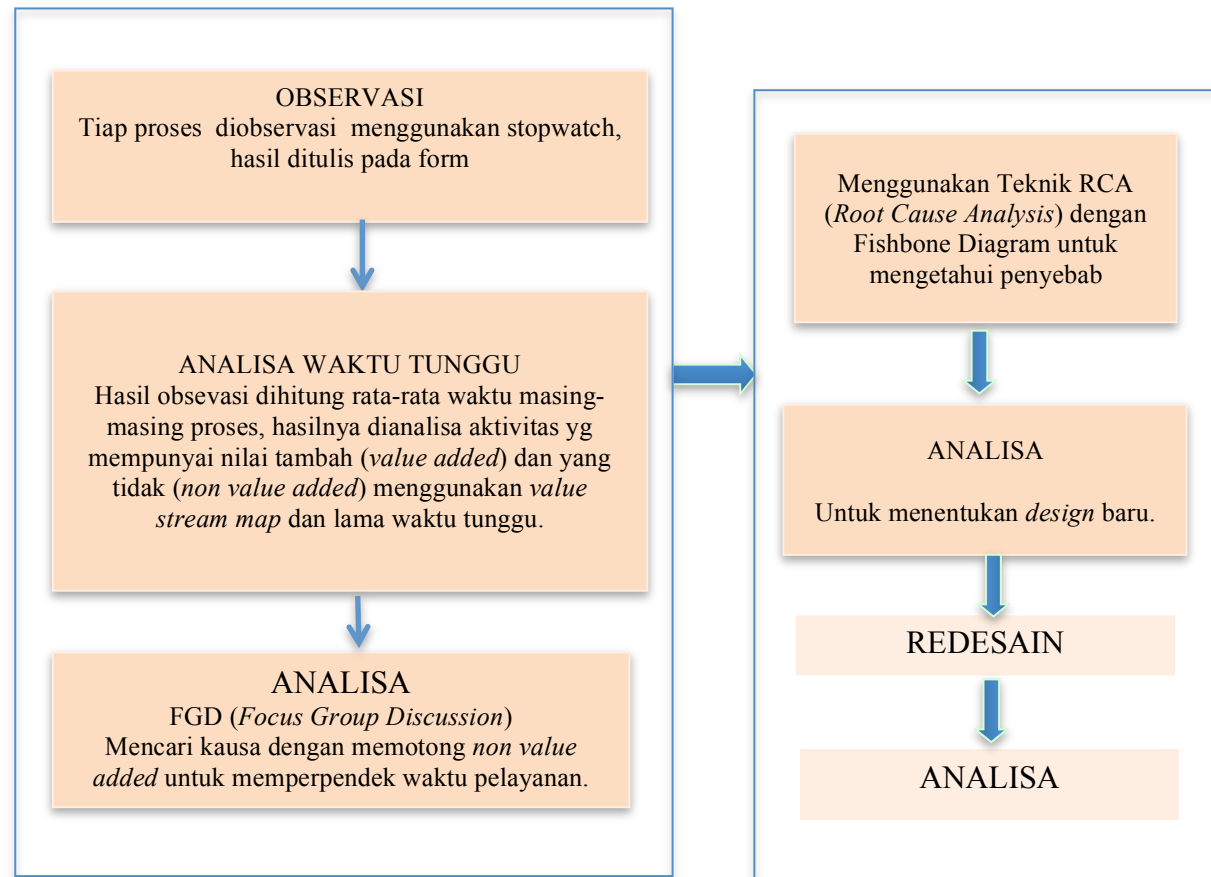 OBSERVASI
Tiap proses diobservasi menggunakan stopwatch,
hasil ditulis pada form
ANALISA WAKTU TUNGGU
Hasil obsevasi dihitung rata-rata waktu masing-
masing proses, hasilnya dianalisa aktivitas yg
mempunyai nilai tambah (value added) dan yang
tidak (non value added) menggunakan value
stream map dan lama waktu tunggu.
ANALISA
FGD (Focus Group Discussion)
Mencari kausa dengan memotong non value
added untuk memperpendek waktu pelayanan.
Menggunakan Teknik RCA
(Root Cause Analysis) dengan
Fishbone Diagram untuk
mengetahui penyebab
ANALISA
Untuk menentukan design baru.
REDESAIN
ANALISA